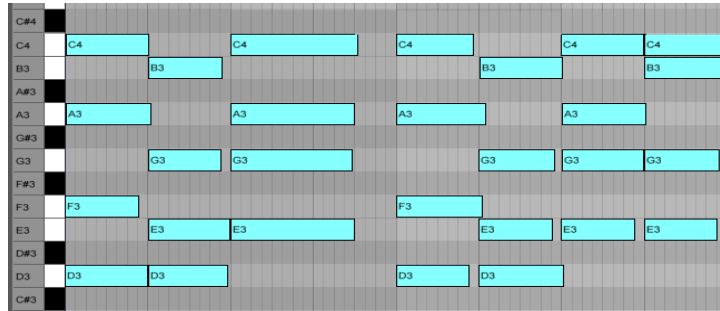 C#4
C4 C4 C4 C4 C4 C4
B3 B3 B3 B3
A#3
A3 A3 A3 A3 A3
G#3
G3 G3 G3 G3 G3 G3
F#3
F3 F3 F3
E3 E3 E3 E3 E3 E3
D#3
D3 D3 D3 D3 D3
C#3